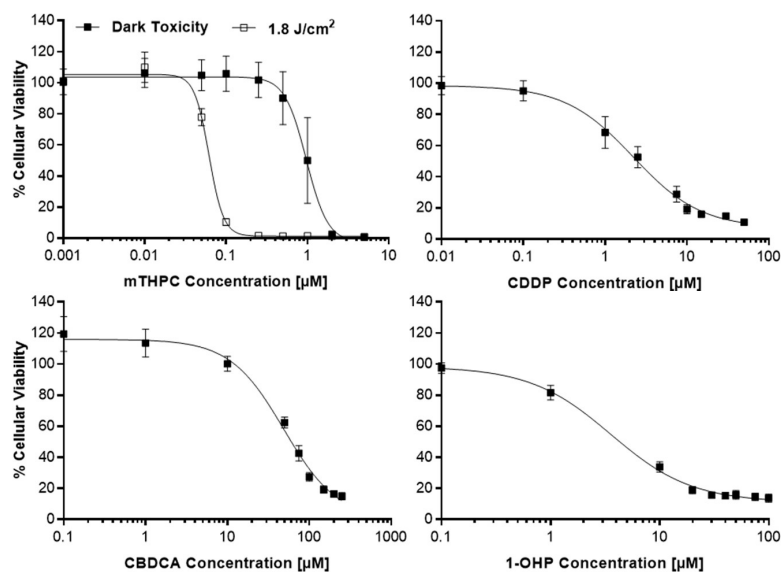 Dark Toxicity 1.8 J/cm²
140
120
100
80
60
40
20
0
% Cellular Viability
0.001 0.01 0.1 1 10
mTHPC Concentration [µM]
140
120
100
80
60
40
20
0
0.01 0.1 1 10 100
CDDP Concentration [µM]
140
120
100
80
60
40
20
0
% Cellular Viability
0.1 1 10 100 1000
CBDCA Concentration [µM]
140
120
100
80
60
40
20
0
0.1 1 10 100
1-OHP Concentration [µM]